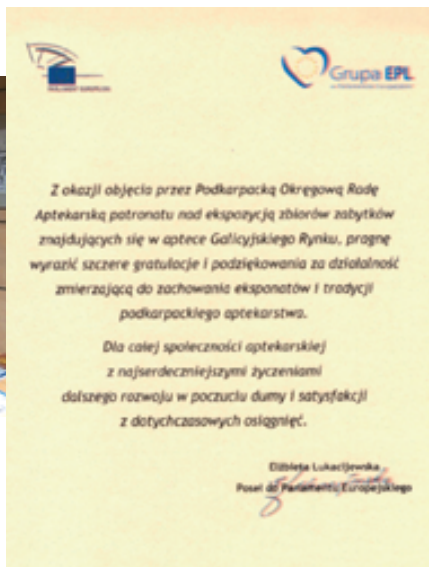 PARLAMENT EUROPEJSKI
Grupa EPL
Z okazji objęcia przez Podkarpacką Okręgową Radę
Aptekarską patronatu nad ekspozycją zbiorów zabytków
znajdujących się w aptece Galicyjskiego Rynku, pragnę
wyrazić szczere gratulacje i podziękowania za działalność
zmierzającą do zachowania eksponatów i tradycji
podkarpackiego aptekarstwa.
Dla całej społeczności aptekarskiej
z najserdeczniejszymi życzeniami
dalszego rozwoju w poczuciu dumy i satysfakcji
z dotychczasowych osiągnięć.
Elżbieta Łukacijewska
Poseł do Parlamentu Europejskiego